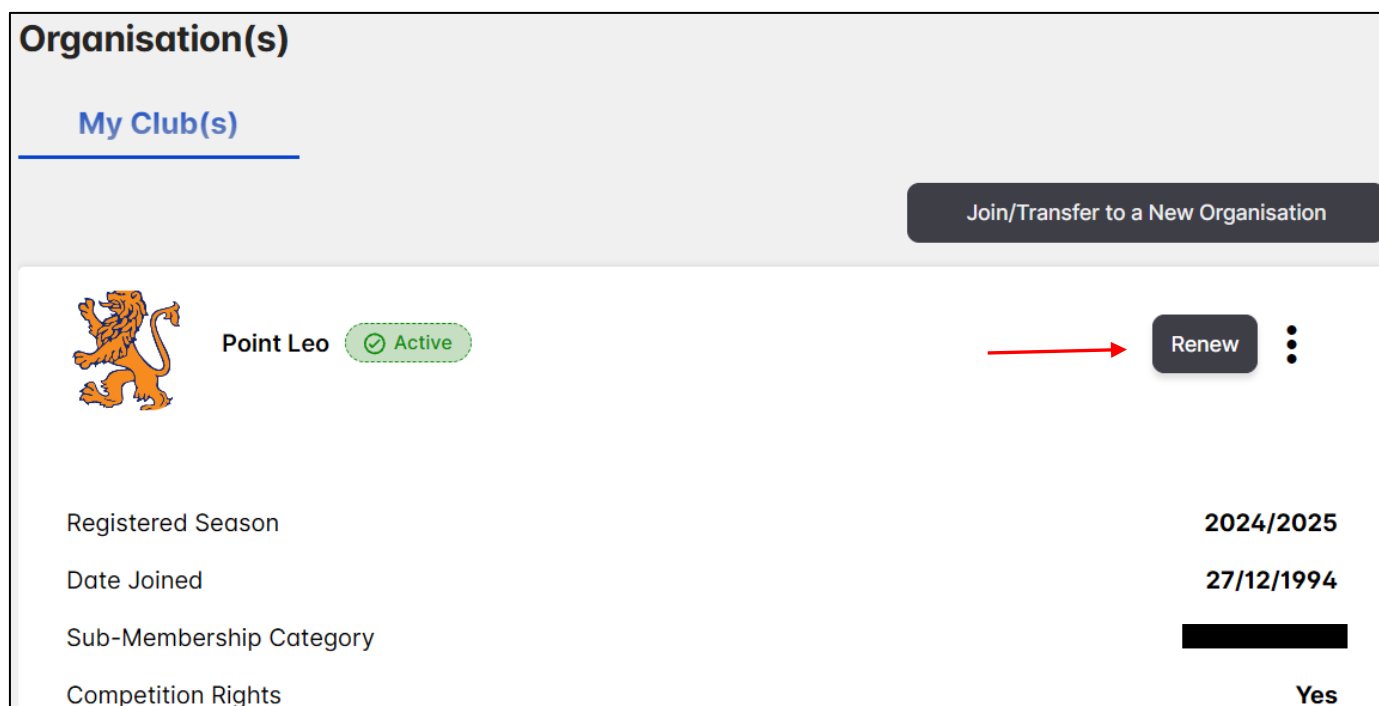 Organisation(s)
My Club(s)
Join/Transfer to a New Organisation
Point Leo Active Renew
Registered Season 2024/2025
Date Joined 27/12/1994
Sub-Membership Category
Competition Rights Yes